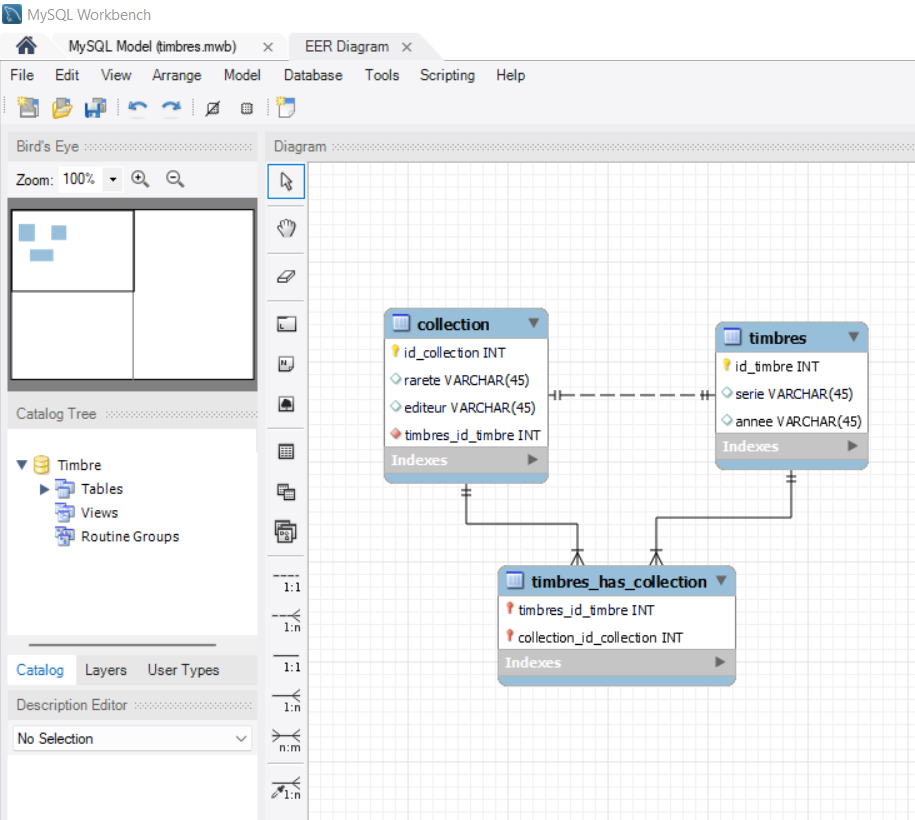 MySQL Workbench
MySQL Model (timbres.mwb) ×
EER Diagram ×
File Edit View Arrange Model Database Tools Scripting Help
Bird's Eye
Diagram
Zoom: 100%
collection
id_collection INT
rarete VARCHAR(45)
editeur VARCHAR(45)
timbres_id_timbre INT
Indexes
timbres
id_timbre INT
serie VARCHAR(45)
annee VARCHAR(45)
Indexes
timbres_has_collection
timbres_id_timbre INT
collection_id_collection INT
Indexes
Catalog Tree
Timbre
Tables
Views
Routine Groups
Catalog Layers User Types
Description Editor
No Selection
1:1
1:n
1:1
1:n
n:m
1:n